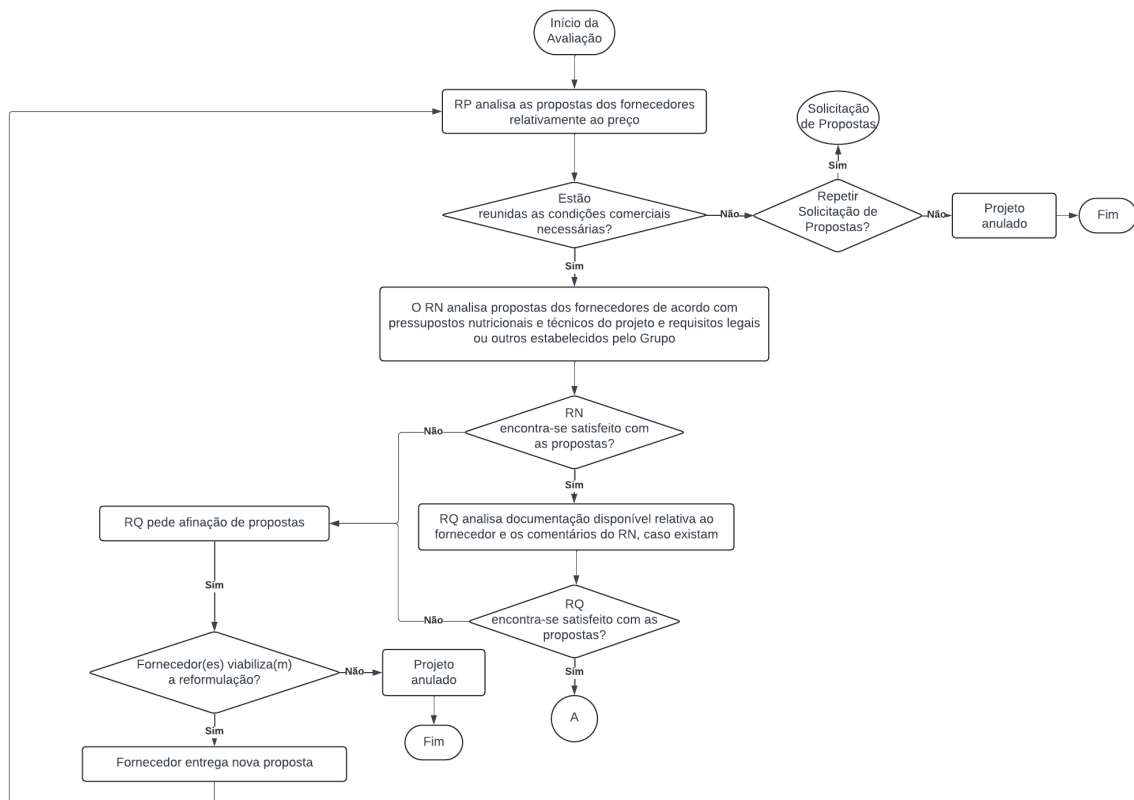 Início da
Avaliação
RP analisa as propostas dos fornecedores
relativamente ao preço
Solicitação
de Propostas
Sim
Estão
reunidas as condições comerciais
necessárias?
Não
Repetir
Solicitação de
Propostas?
Não
Projeto
anulado
Fim
Sim
O RN analisa propostas dos fornecedores de acordo com
pressupostos nutricionais e técnicos do projeto e requisitos legais
ou outros estabelecidos pelo Grupo
RN
encontra-se satisfeito com
as propostas?
Não
Sim
RQ pede afinação de propostas
RQ analisa documentação disponível relativa ao
fornecedor e os comentários do RN, caso existam
Sim
RQ
encontra-se satisfeito com as
propostas?
Não
Sim
Fornecedor(es) viabiliza(m)
a reformulação?
Não
Projeto
anulado
A
Sim
Fim
Fornecedor entrega nova proposta